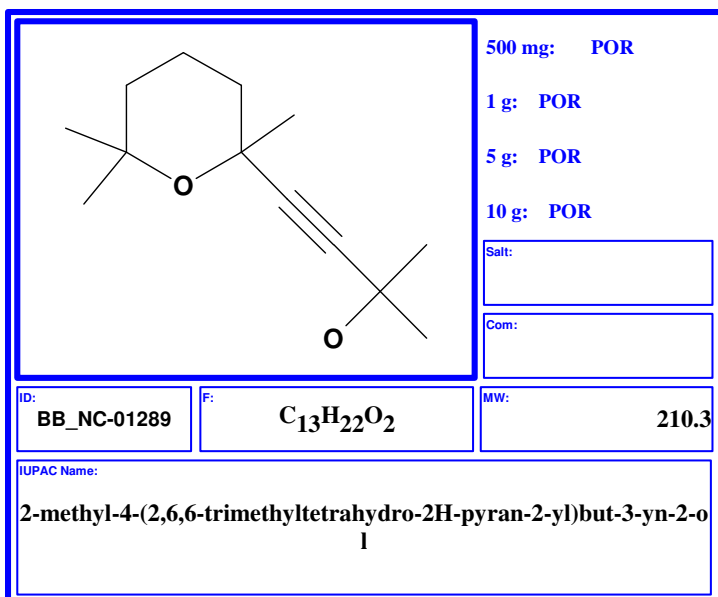 500 mg: POR
1 g: POR
5 g: POR
10 g: POR
O
O
Salt:
Com:
ID:
BB_NC-01289
F:
C13H22O2
MW:
210.3
IUPAC Name:
2-methyl-4-(2,6,6-trimethyltetrahydro-2H-pyran-2-yl)but-3-yn-2-o
l